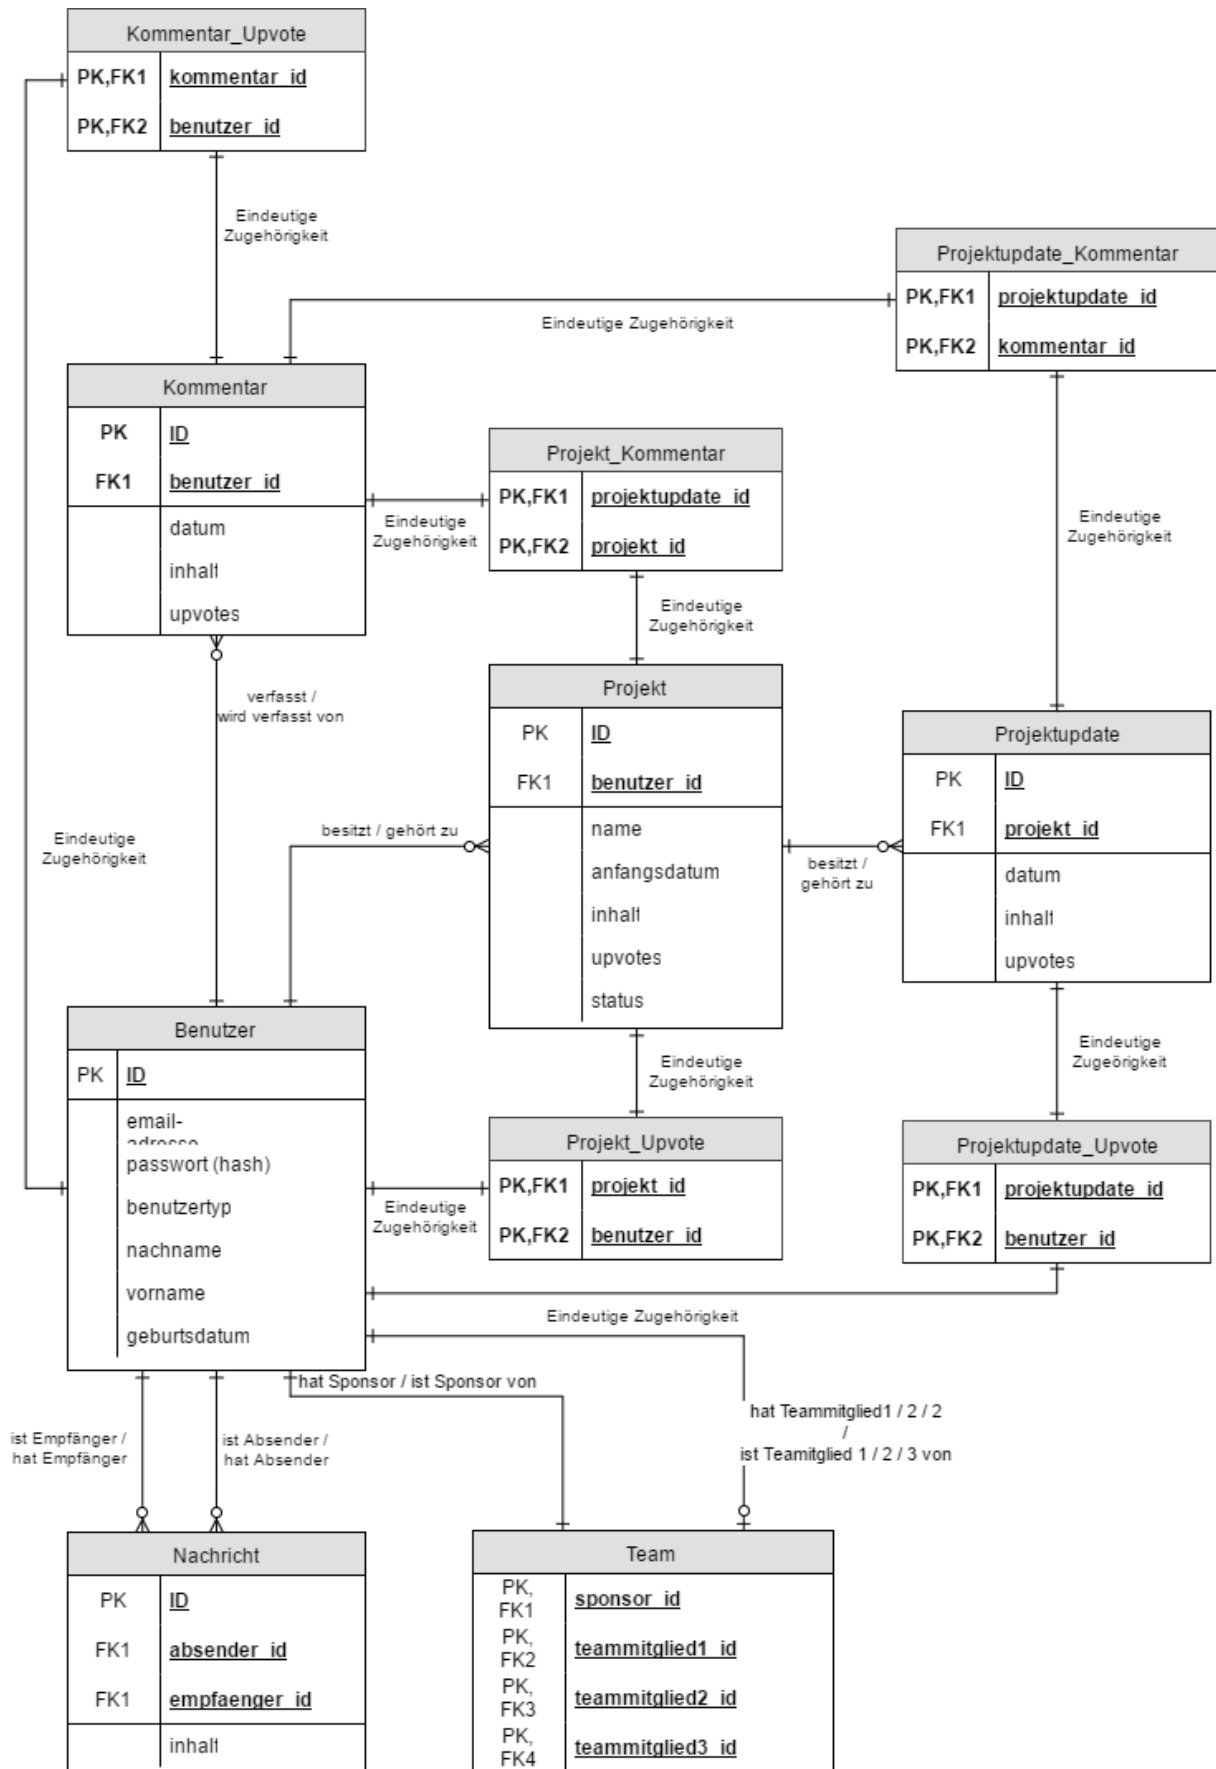 Kommentar_Upvote
PK,FK1 kommentar_id
PK,FK2 benutzer_id
Eindeutige
Zugehörigkeit
Projektupdate_Kommentar
PK,FK1 projektupdate_id
PK,FK2 kommentar_id
Eindeutige Zugehörigkeit
Kommentar
PK ID
FK1 benutzer_id
datum
inhalt
upvotes
Eindeutige
Zugehörigkeit
Projekt_Kommentar
PK,FK1 projektupdate_id
PK,FK2 projekt_id
Eindeutige
Zugehörigkeit
Eindeutige
Zugehörigkeit
verfasst /
wird verfasst von
Projekt
PK ID
FK1 benutzer_id
name
anfangsdatum
inhalt
upvotes
status
Projektupdate
PK ID
FK1 projekt_id
datum
inhalt
upvotes
Eindeutige
Zugehörigkeit
besitzt / gehört zu
besitzt /
gehört zu
Benutzer
PK ID
email-
adresse
passwort (hash)
benutzertyp
nachname
vorname
geburtsdatum
Eindeutige
Zugehörigkeit
Eindeutige
Zugeörigkeit
Projekt_Upvote
PK,FK1 projekt_id
PK,FK2 benutzer_id
Eindeutige
Zugehörigkeit
Projektupdate_Upvote
PK,FK1 projektupdate_id
PK,FK2 benutzer_id
Eindeutige Zugehörigkeit
hat Sponsor / ist Sponsor von
hat Teammitglied1 / 2 / 2
/
ist Teamitglied 1 / 2 / 3 von
ist Empfänger /
hat Empfänger
ist Absender /
hat Absender
Nachricht
PK ID
FK1 absender_id
FK1 empfaenger_id
inhalt
Team
PK,
FK1 sponsor_id
PK,
FK2 teammitglied1_id
PK,
FK3 teammitglied2_id
PK,
FK4 teammitglied3_id